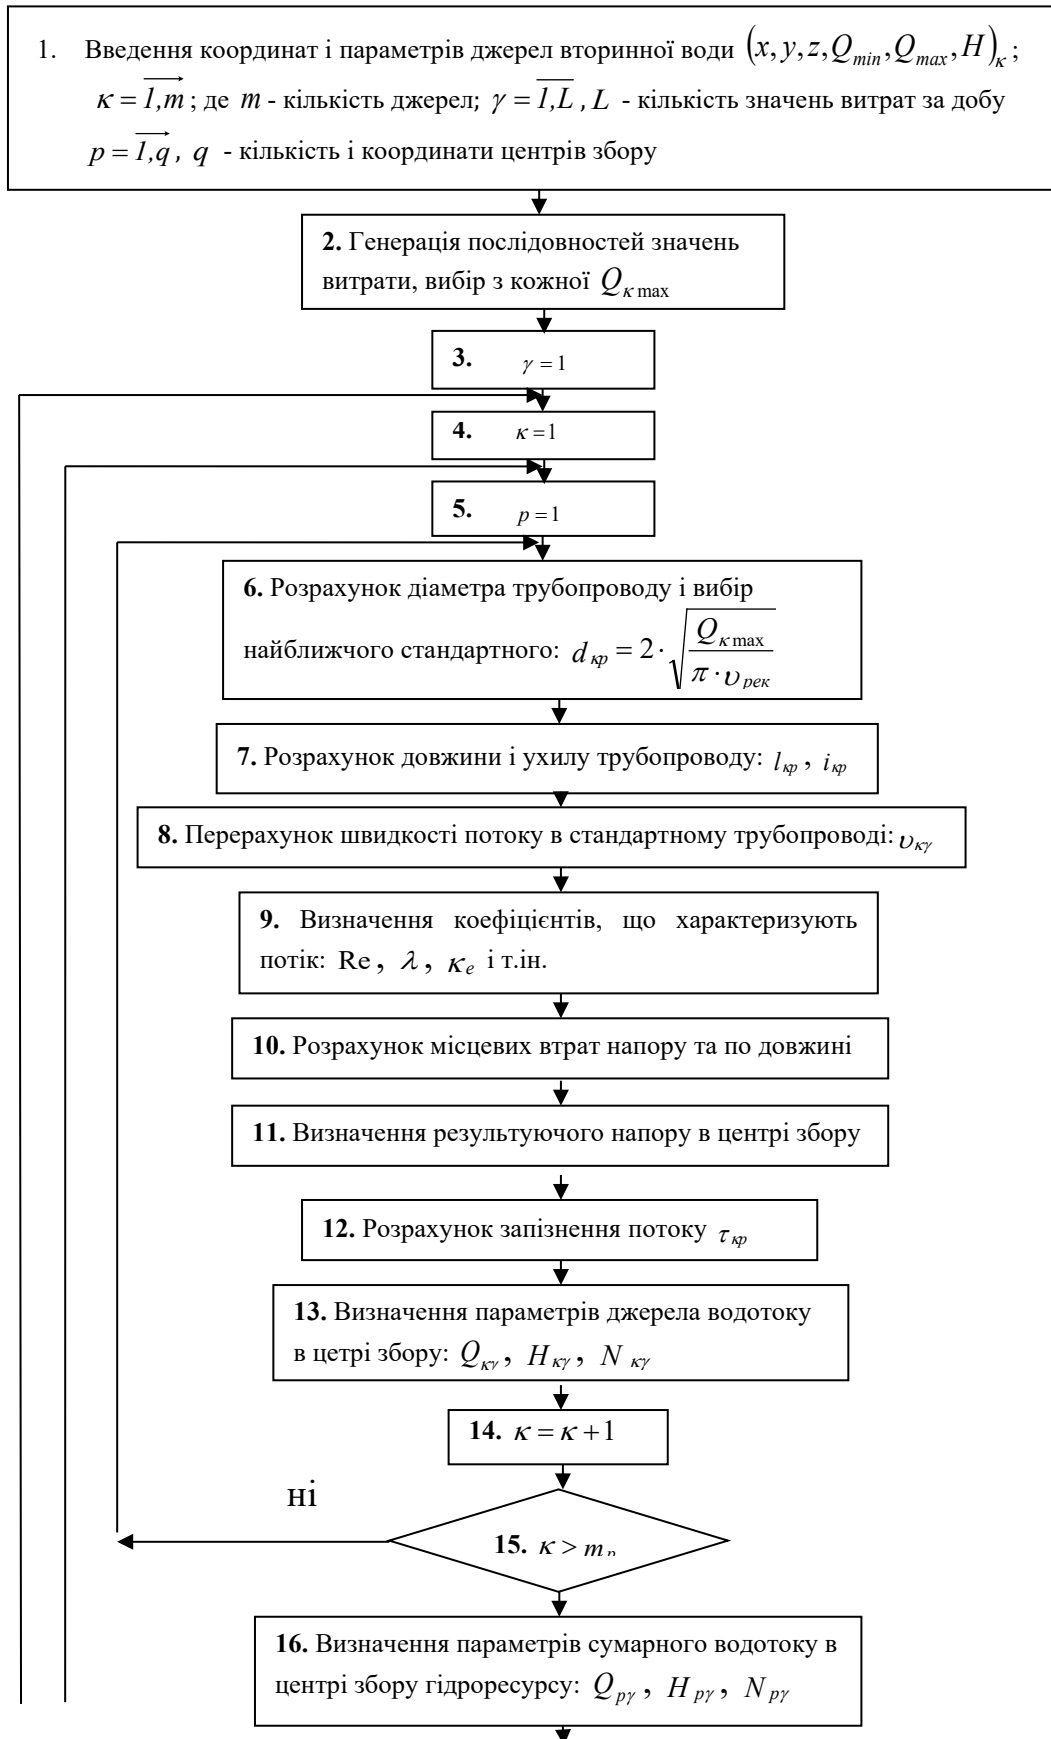 1. Введення координат і параметрів джерел вторинної води (x, y, z, Q_min, Q_max, H)_κ ;
κ = 1,m ; де m - кількість джерел; γ = 1,L , L - кількість значень витрат за добу
p = 1,q , q - кількість і координати центрів збору
2. Генерація послідовностей значень
витрати, вибір з кожної Q_κ max
3. γ = 1
4. κ = 1
5. p = 1
6. Розрахунок діаметра трубопроводу і вибір
найближчого стандартного: d_κp = 2 · √(Q_κ max / (π · υ_рек))
7. Розрахунок довжини і ухилу трубопроводу: l_κp , i_κp
8. Перерахунок швидкості потоку в стандартному трубопроводі: υ_κγ
9. Визначення коефіцієнтів, що характеризують
потік: Re , λ , κ_e і т.ін.
10. Розрахунок місцевих втрат напору та по довжині
11. Визначення результуючого напору в центрі збору
12. Розрахунок запізнення потоку τ_κp
13. Визначення параметрів джерела водотоку
в цетрі збору: Q_κγ , H_κγ , N_κγ
14. κ = κ + 1
ні
15. κ > m_p
16. Визначення параметрів сумарного водотоку в
центрі збору гідроресурсу: Q_pγ , H_pγ , N_pγ